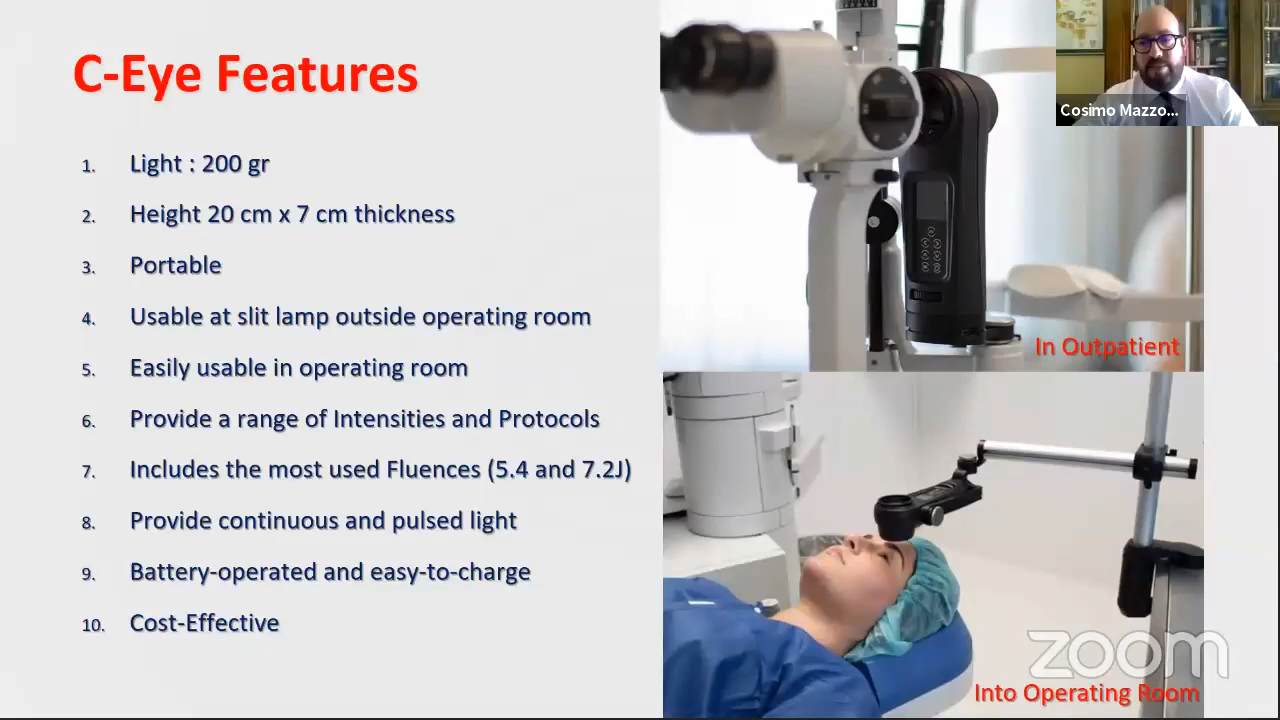 C-Eye Features
1. Light : 200 gr
2. Height 20 cm x 7 cm thickness
3. Portable
4. Usable at slit lamp outside operating room
5. Easily usable in operating room
6. Provide a range of Intensities and Protocols
7. Includes the most used Fluences (5.4 and 7.2J)
8. Provide continuous and pulsed light
9. Battery-operated and easy-to-charge
10. Cost-Effective
Cosimo Mazzo...
In Outpatient
zoom
Into Operating Room